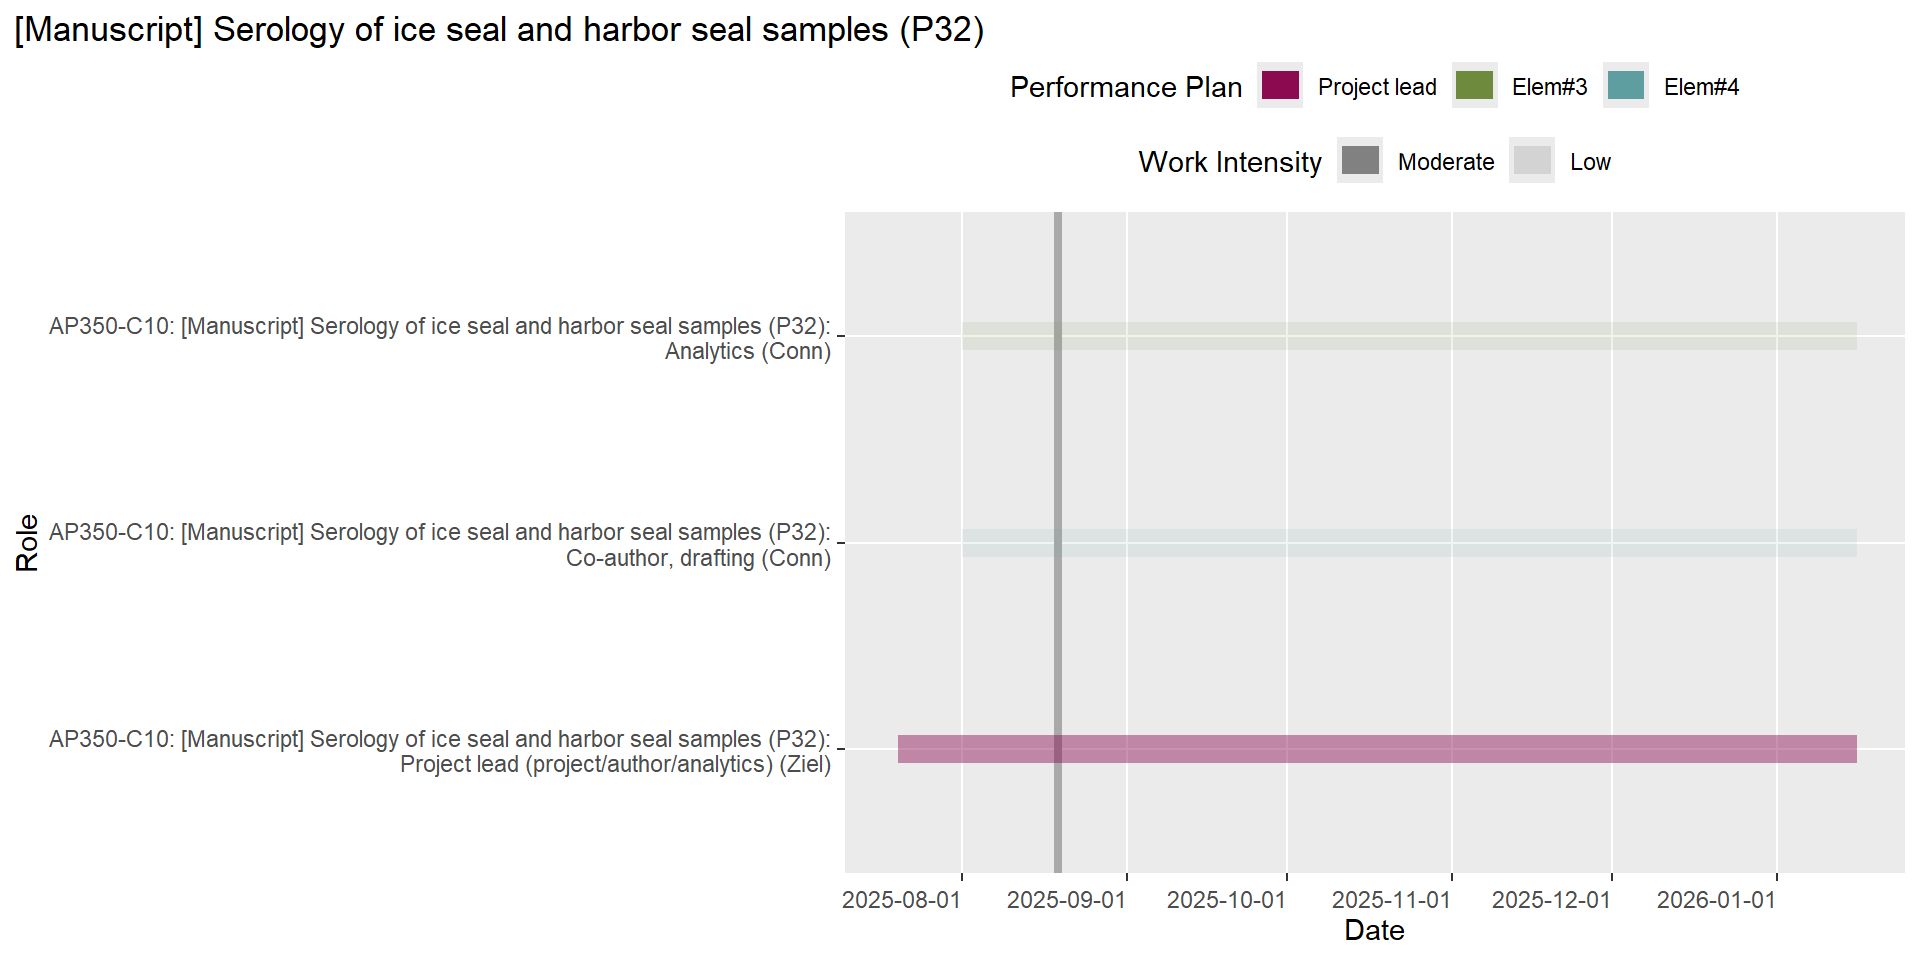 [Manuscript] Serology of ice seal and harbor seal samples (P32)
Performance Plan Project lead Elem#3 Elem#4
Work Intensity Moderate Low
AP350-C10: [Manuscript] Serology of ice seal and harbor seal samples (P32):
Analytics (Conn)
AP350-C10: [Manuscript] Serology of ice seal and harbor seal samples (P32):
Co-author, drafting (Conn)
AP350-C10: [Manuscript] Serology of ice seal and harbor seal samples (P32):
Project lead (project/author/analytics) (Ziel)
Role
2025-08-01 2025-09-01 2025-10-01 2025-11-01 2025-12-01 2026-01-01
Date